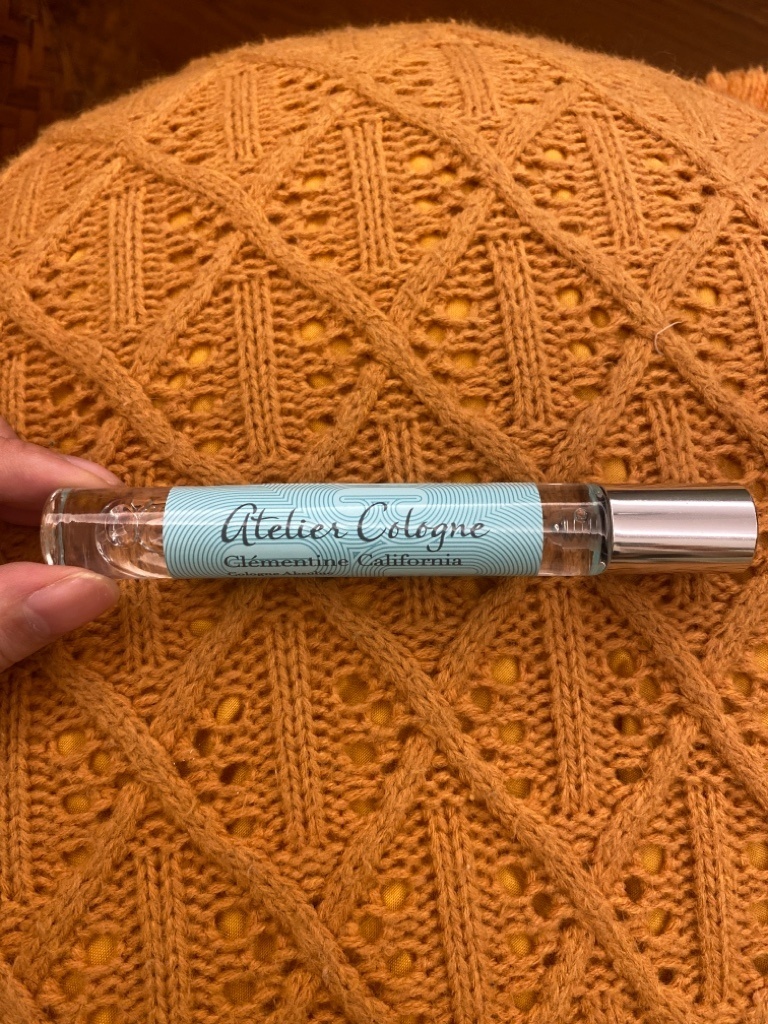 Atelier Cologne
Clémentine California
Cologne Absolue